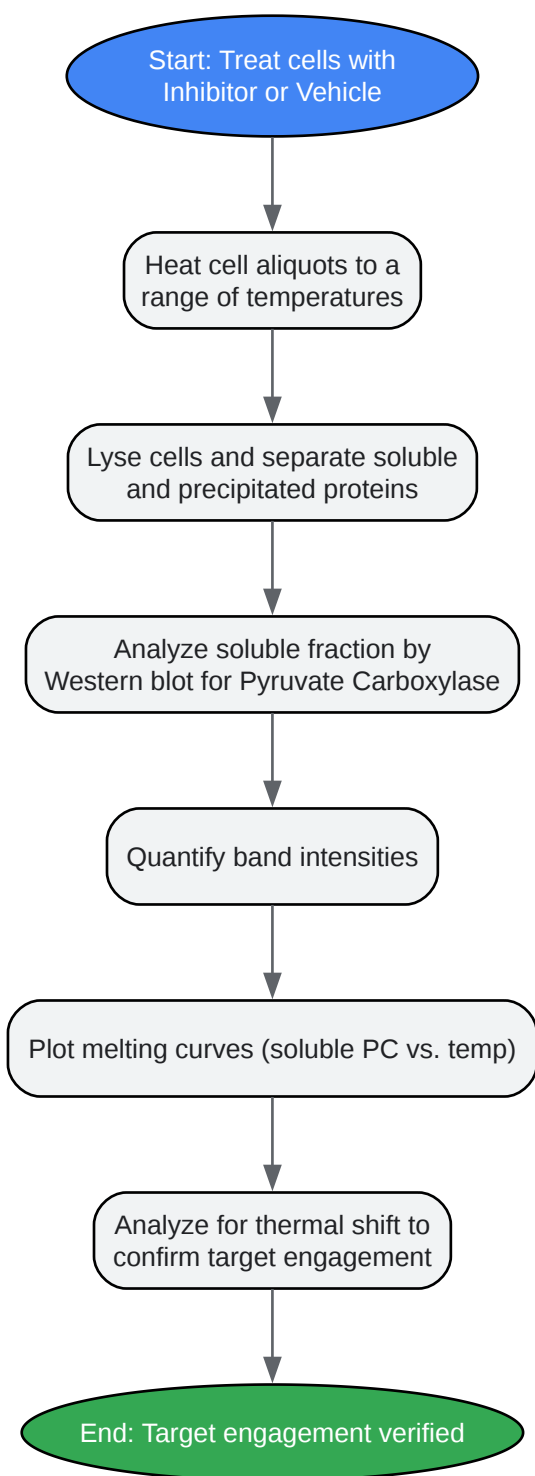 Start: Treat cells with
Inhibitor or Vehicle
Heat cell aliquots to a
range of temperatures
Lyse cells and separate soluble
and precipitated proteins
Analyze soluble fraction by
Western blot for Pyruvate Carboxylase
Quantify band intensities
Plot melting curves (soluble PC vs. temp)
Analyze for thermal shift to
confirm target engagement
End: Target engagement verified